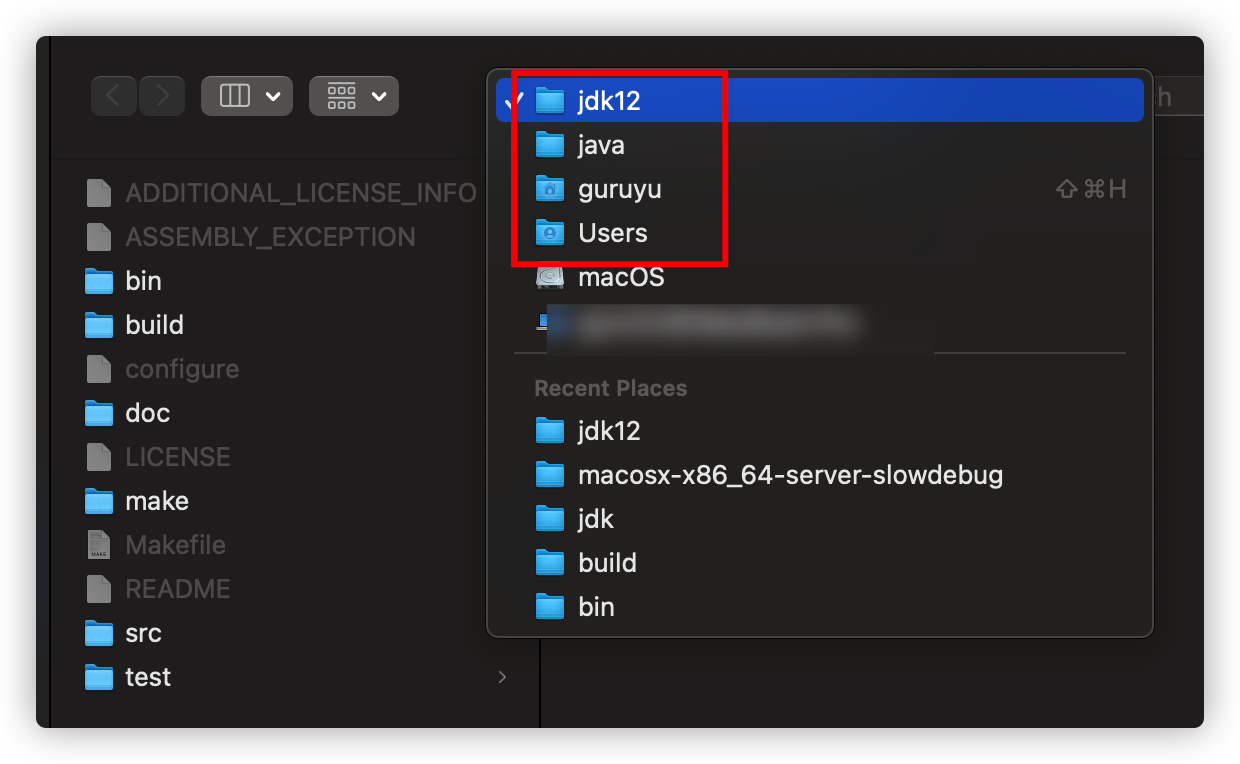 ADDITIONAL_LICENSE_INFO
ASSEMBLY_EXCEPTION
bin
build
configure
doc
LICENSE
make
MAKE
Makefile
README
src
test
jdk12
java
guruyu
⇧⌘H
Users
macOS
Recent Places
jdk12
macosx-x86_64-server-slowdebug
jdk
build
bin